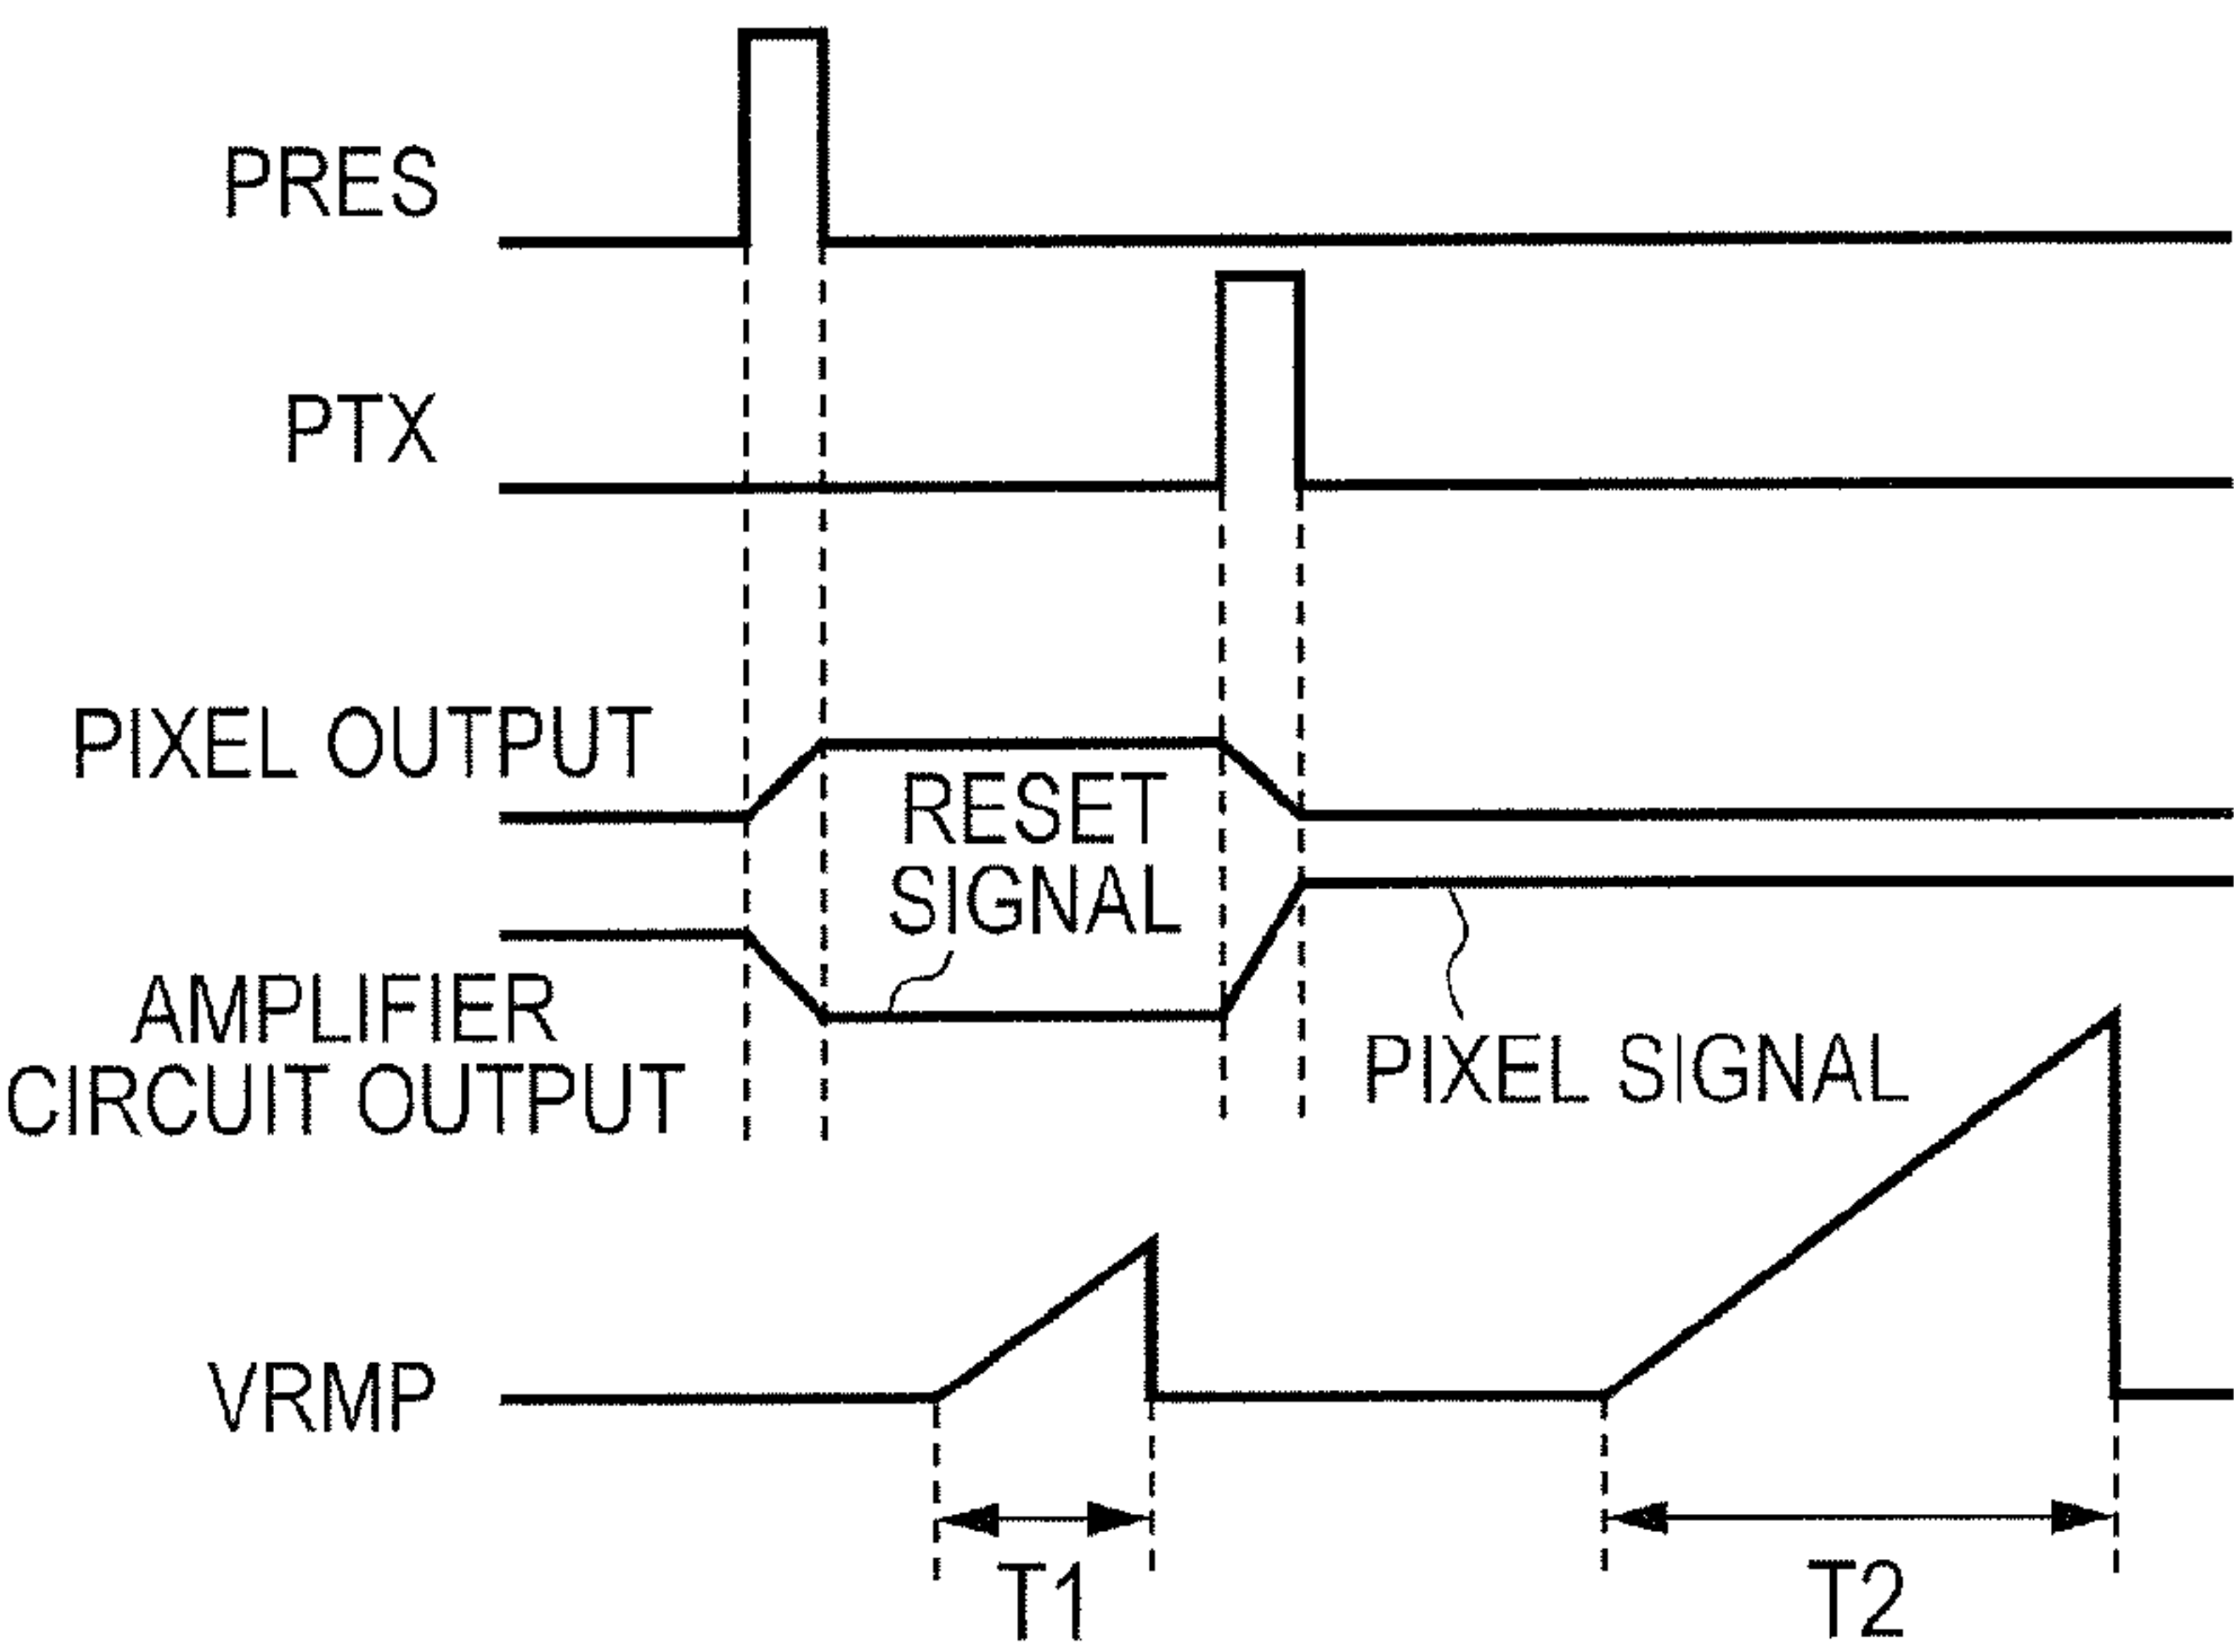 PRES
PTX
PIXEL OUTPUT
RESET
SIGNAL
AMPLIFIER
CIRCUIT OUTPUT
PIXEL SIGNAL
VRMP
T1
T2